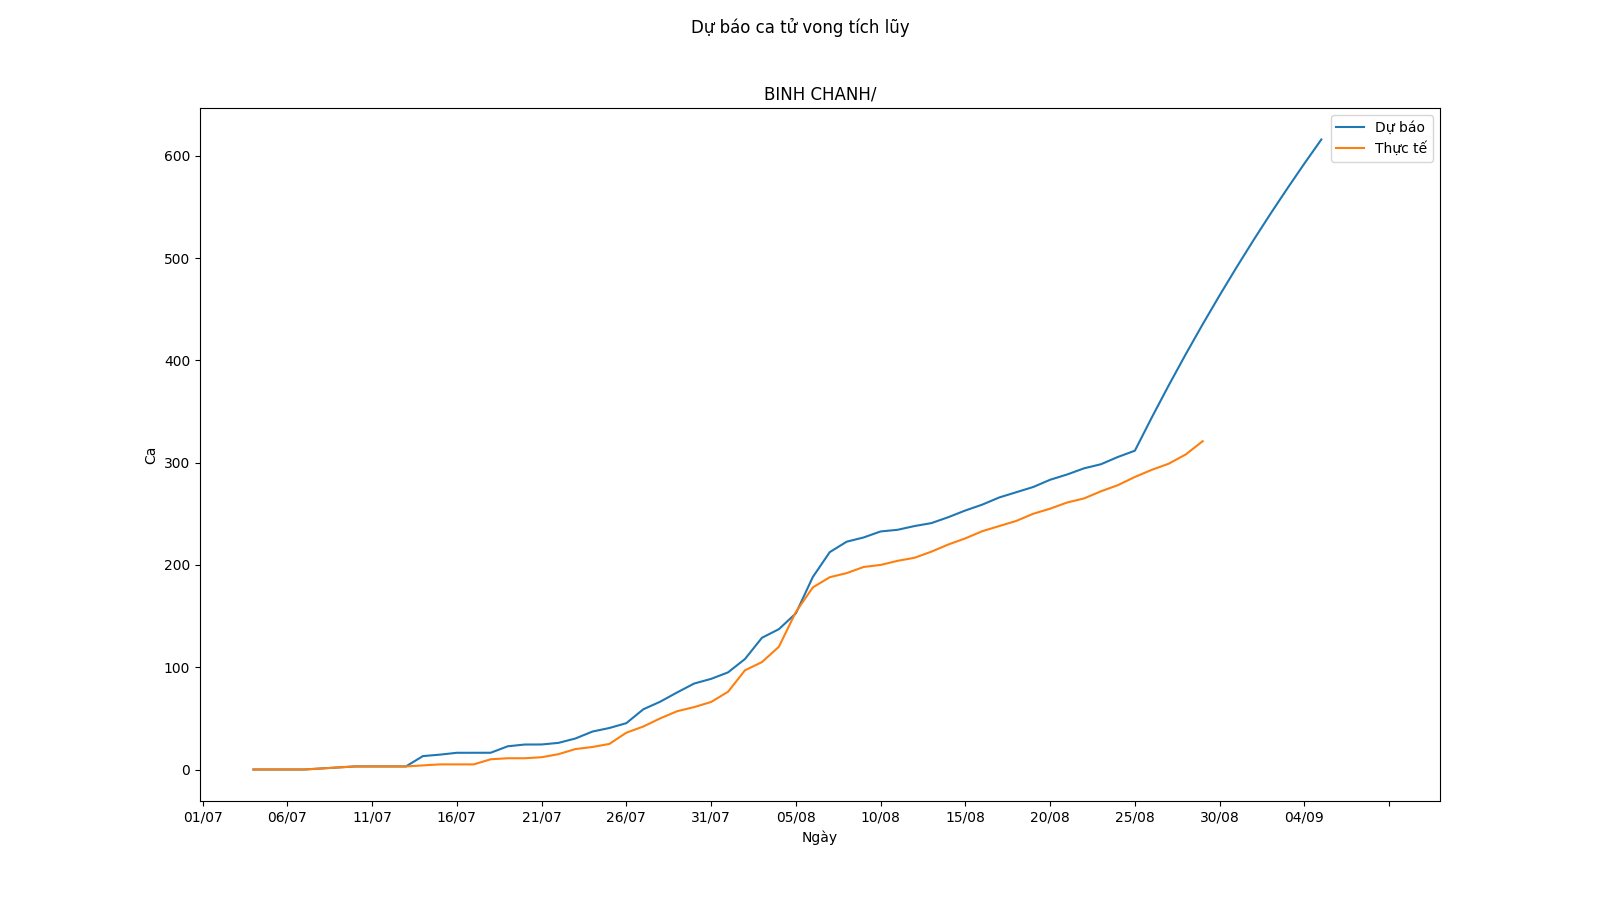 Dự báo ca tử vong tích lũy
BINH CHANH/
Dự báo
Thực tế
600
500
400
300
200
100
0
Ca
01/07 06/07 11/07 16/07 21/07 26/07 31/07 05/08 10/08 15/08 20/08 25/08 30/08 04/09
Ngày